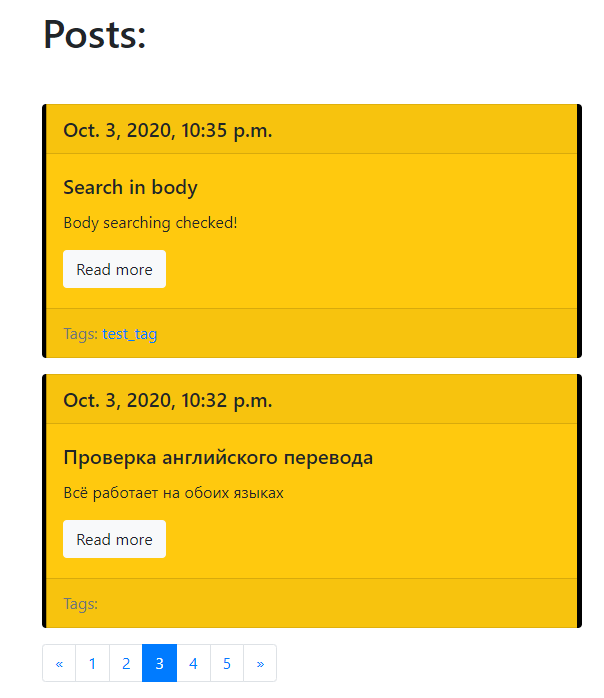 Posts:
Oct. 3, 2020, 10:35 p.m.
Search in body
Body searching checked!
Read more
Tags: test_tag
Oct. 3, 2020, 10:32 p.m.
Проверка английского перевода
Всё работает на обоих языках
Read more
Tags:
« 1 2 3 4 5 »